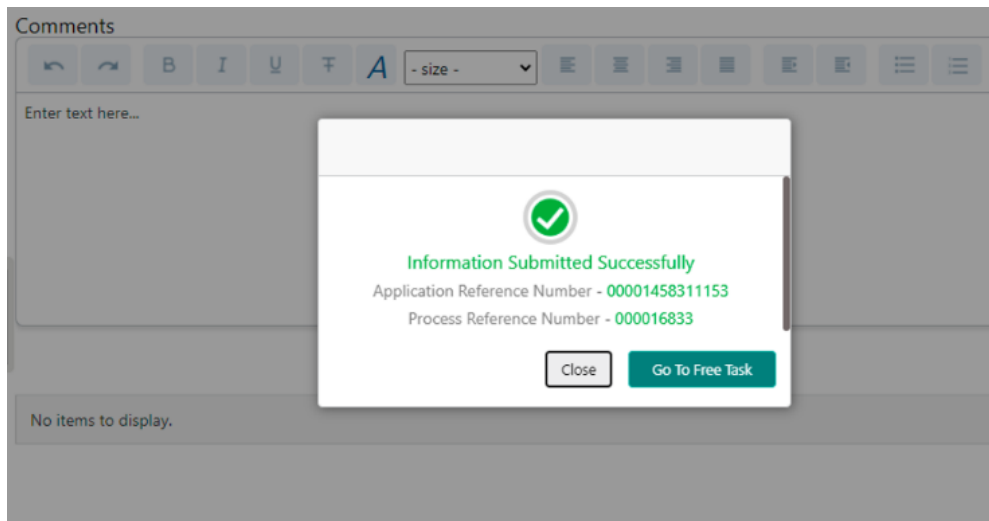 Comments
B I U T A - size -
Enter text here...
Information Submitted Successfully
Application Reference Number - 00001458311153
Process Reference Number - 000016833
Close Go To Free Task
No items to display.